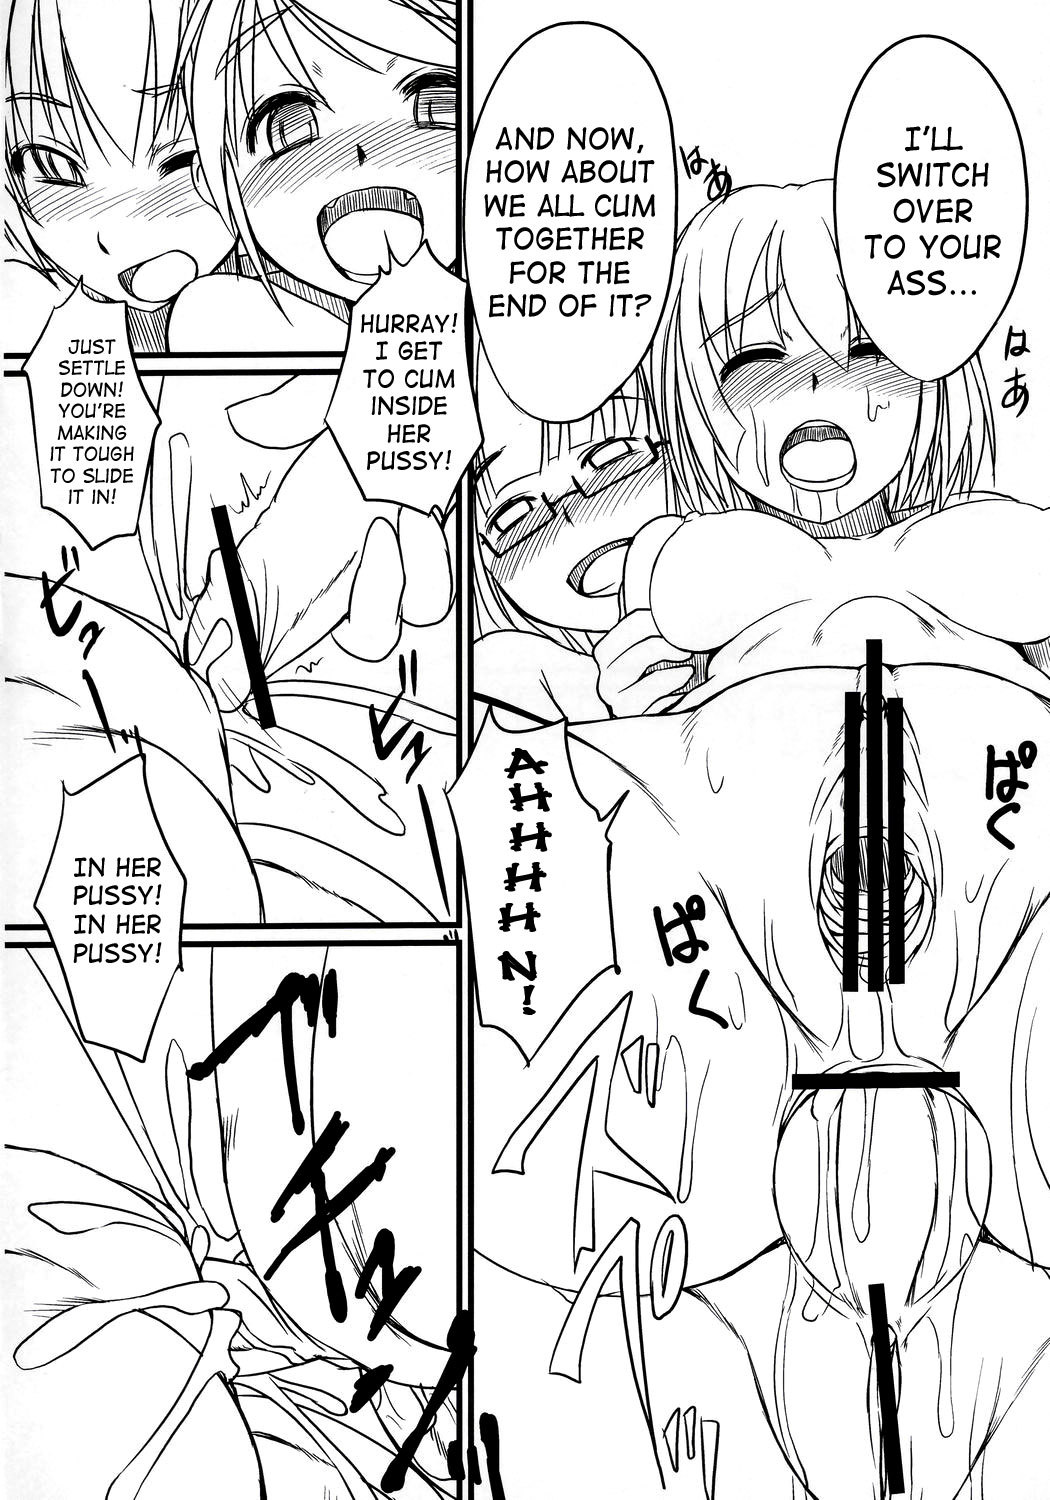 I'LL
SWITCH
OVER
TO YOUR
ASS...
はぁ
はあ
AND NOW,
HOW ABOUT
WE ALL CUM
TOGETHER
FOR THE
END OF IT?
ぱく
ぱく
AHHHHN!
HURRAY!
I GET
TO CUM
INSIDE
HER
PUSSY!
JUST
SETTLE
DOWN!
YOU'RE
MAKING
IT TOUGH
TO SLIDE
IT IN!
IN HER
PUSSY!
IN HER
PUSSY!